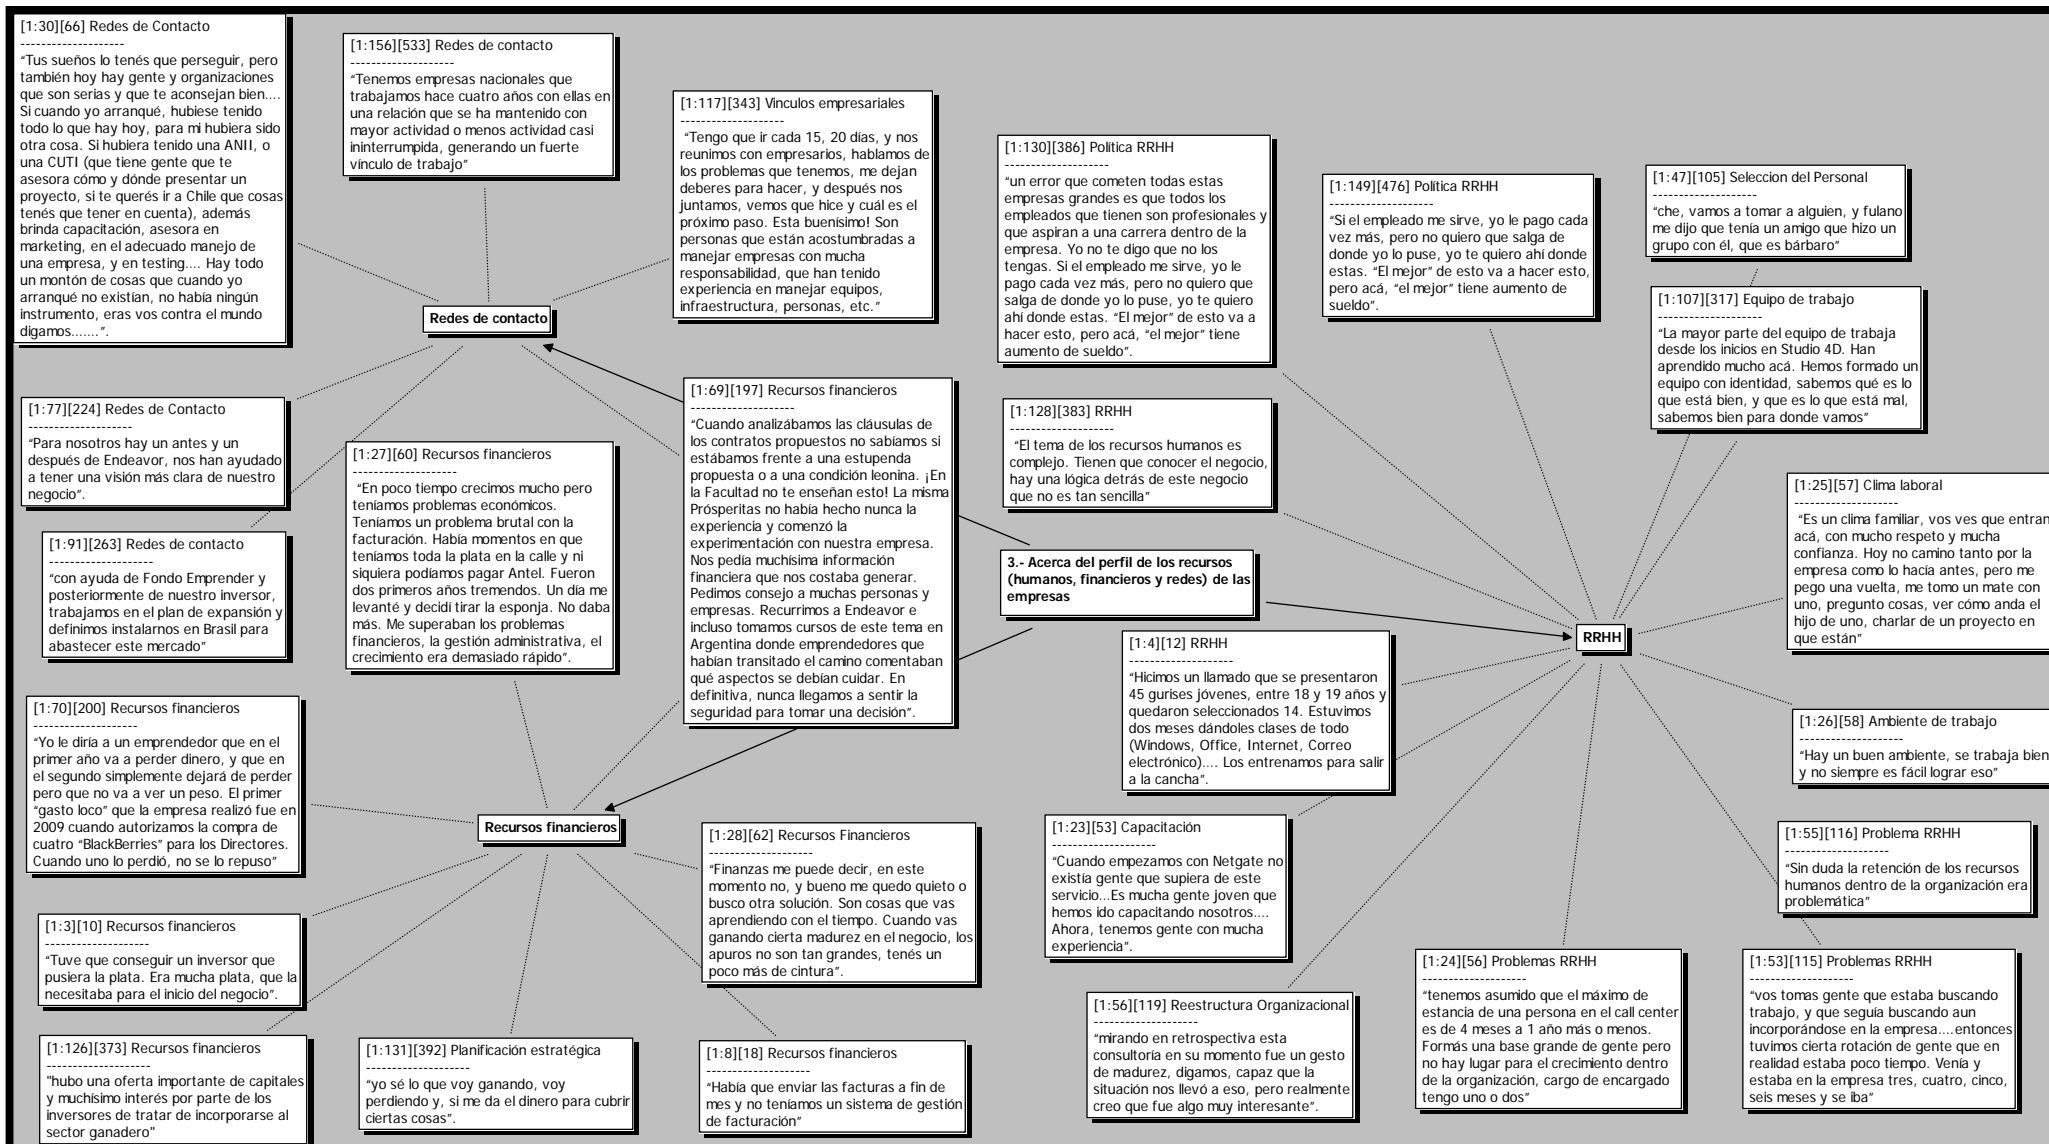 [1:30][66] Redes de Contacto
--------------------
“Tus sueños lo tenés que perseguir, pero
también hoy hay gente y organizaciones
que son serias y que te aconsejan bien....
Si cuando yo arranqué, hubiese tenido
todo lo que hay hoy, para mi hubiera sido
otra cosa. Si hubiera tenido una ANII, o
una CUTI (que tiene gente que te
asesora cómo y dónde presentar un
proyecto, si te querés ir a Chile que cosas
tenés que tener en cuenta), además
brinda capacitación, asesora en
marketing, en el adecuado manejo de
una empresa, y en testing.... Hay todo
un montón de cosas que cuando yo
arranqué no existían, no había ningún
instrumento, eras vos contra el mundo
digamos.......”.
[1:156][533] Redes de contacto
--------------------
“Tenemos empresas nacionales que
trabajamos hace cuatro años con ellas en
una relación que se ha mantenido con
mayor actividad o menos actividad casi
ininterrumpida, generando un fuerte
vínculo de trabajo”
[1:117][343] Vinculos empresariales
--------------------
“Tengo que ir cada 15, 20 días, y nos
reunimos con empresarios, hablamos de
los problemas que tenemos, me dejan
deberes para hacer, y después nos
juntamos, vemos que hice y cuál es el
próximo paso. Esta buenísimo! Son
personas que están acostumbradas a
manejar empresas con mucha
responsabilidad, que han tenido
experiencia en manejar equipos,
infraestructura, personas, etc.”
Redes de contacto
[1:77][224] Redes de Contacto
--------------------
“Para nosotros hay un antes y un
después de Endeavor, nos han ayudado
a tener una visión más clara de nuestro
negocio”.
[1:91][263] Redes de contacto
--------------------
“con ayuda de Fondo Emprender y
posteriormente de nuestro inversor,
trabajamos en el plan de expansión y
definimos instalarnos en Brasil para
abastecer este mercado”
[1:27][60] Recursos financieros
--------------------
“En poco tiempo crecimos mucho pero
teníamos problemas económicos.
Teníamos un problema brutal con la
facturación. Había momentos en que
teníamos toda la plata en la calle y ni
siquiera podíamos pagar Antel. Fueron
dos primeros años tremendos. Un día me
levanté y decidí tirar la esponja. No daba
más. Me superaban los problemas
financieros, la gestión administrativa, el
crecimiento era demasiado rápido”.
[1:69][197] Recursos financieros
--------------------
“Cuando analizábamos las cláusulas de
los contratos propuestos no sabíamos si
estábamos frente a una estupenda
propuesta o a una condición leonina. ¡En
la Facultad no te enseñan esto! La misma
Prósperitas no había hecho nunca la
experiencia y comenzó la
experimentación con nuestra empresa.
Nos pedía muchísima información
financiera que nos costaba generar.
Pedimos consejo a muchas personas y
empresas. Recurrimos a Endeavor e
incluso tomamos cursos de este tema en
Argentina donde emprendedores que
habían transitado el camino comentaban
qué aspectos se debían cuidar. En
definitiva, nunca llegamos a sentir la
seguridad para tomar una decisión”.
[1:70][200] Recursos financieros
--------------------
“Yo le diría a un emprendedor que en el
primer año va a perder dinero, y que en
el segundo simplemente dejará de perder
pero que no va a ver un peso. El primer
“gasto loco” que la empresa realizó fue en
2009 cuando autorizamos la compra de
cuatro “BlackBerries” para los Directores.
Cuando uno lo perdió, no se lo repuso”
Recursos financieros
[1:28][62] Recursos Financieros
--------------------
“Finanzas me puede decir, en este
momento no, y bueno me quedo quieto o
busco otra solución. Son cosas que vas
aprendiendo con el tiempo. Cuando vas
ganando cierta madurez en el negocio, los
apuros no son tan grandes, tenés un
poco más de cintura”.
[1:3][10] Recursos financieros
--------------------
“Tuve que conseguir un inversor que
pusiera la plata. Era mucha plata, que la
necesitaba para el inicio del negocio”.
[1:126][373] Recursos financieros
--------------------
"hubo una oferta importante de capitales
y muchísimo interés por parte de los
inversores de tratar de incorporarse al
sector ganadero"
[1:131][392] Planificación estratégica
--------------------
“yo sé lo que voy ganando, voy
perdiendo y, si me da el dinero para cubrir
ciertas cosas”.
[1:8][18] Recursos financieros
--------------------
“Había que enviar las facturas a fin de
mes y no teníamos un sistema de gestión
de facturación”
[1:130][386] Política RRHH
--------------------
“un error que cometen todas estas
empresas grandes es que todos los
empleados que tienen son profesionales y
que aspiran a una carrera dentro de la
empresa. Yo no te digo que no los
tengas. Si el empleado me sirve, yo le
pago cada vez más, pero no quiero que
salga de donde yo lo puse, yo te quiero
ahí donde estas. “El mejor” de esto va a
hacer esto, pero acá, “el mejor” tiene
aumento de sueldo”.
[1:149][476] Política RRHH
--------------------
“Si el empleado me sirve, yo le pago cada
vez más, pero no quiero que salga de
donde yo lo puse, yo te quiero ahí donde
estas. “El mejor” de esto va a hacer esto,
pero acá, “el mejor” tiene aumento de
sueldo”.
[1:47][105] Seleccion del Personal
--------------------
“che, vamos a tomar a alguien, y fulano
me dijo que tenía un amigo que hizo un
grupo con él, que es bárbaro”
[1:107][317] Equipo de trabajo
--------------------
“La mayor parte del equipo de trabaja
desde los inicios en Studio 4D. Han
aprendido mucho acá. Hemos formado un
equipo con identidad, sabemos qué es lo
que está bien, y que es lo que está mal,
sabemos bien para donde vamos”
[1:128][383] RRHH
--------------------
“El tema de los recursos humanos es
complejo. Tienen que conocer el negocio,
hay una lógica detrás de este negocio
que no es tan sencilla”
3.- Acerca del perfil de los recursos
(humanos, financieros y redes) de las
empresas
RRHH
[1:25][57] Clima laboral
--------------------
“Es un clima familiar, vos ves que entran
acá, con mucho respeto y mucha
confianza. Hoy no camino tanto por la
empresa como lo hacía antes, pero me
pego una vuelta, me tomo un mate con
uno, pregunto cosas, ver cómo anda el
hijo de uno, charlar de un proyecto en
que están”
[1:4][12] RRHH
--------------------
“Hicimos un llamado que se presentaron
45 gurises jóvenes, entre 18 y 19 años y
quedaron seleccionados 14. Estuvimos
dos meses dándoles clases de todo
(Windows, Office, Internet, Correo
electrónico).... Los entrenamos para salir
a la cancha”.
[1:26][58] Ambiente de trabajo
--------------------
“Hay un buen ambiente, se trabaja bien
y no siempre es fácil lograr eso”
[1:23][53] Capacitación
--------------------
“Cuando empezamos con Netgate no
existía gente que supiera de este
servicio...Es mucha gente joven que
hemos ido capacitando nosotros....
Ahora, tenemos gente con mucha
experiencia”.
[1:55][116] Problema RRHH
--------------------
“Sin duda la retención de los recursos
humanos dentro de la organización era
problemática”
[1:56][119] Reestructura Organizacional
--------------------
“mirando en retrospectiva esta
consultoría en su momento fue un gesto
de madurez, digamos, capaz que la
situación nos llevó a eso, pero realmente
creo que fue algo muy interesante”.
[1:24][56] Problemas RRHH
--------------------
“tenemos asumido que el máximo de
estancia de una persona en el call center
es de 4 meses a 1 año más o menos.
Formás una base grande de gente pero
no hay lugar para el crecimiento dentro
de la organización, cargo de encargado
tengo uno o dos”
[1:53][115] Problemas RRHH
--------------------
“vos tomas gente que estaba buscando
trabajo, y que seguía buscando aun
incorporándose en la empresa....entonces
tuvimos cierta rotación de gente que en
realidad estaba poco tiempo. Venía y
estaba en la empresa tres, cuatro, cinco,
seis meses y se iba”